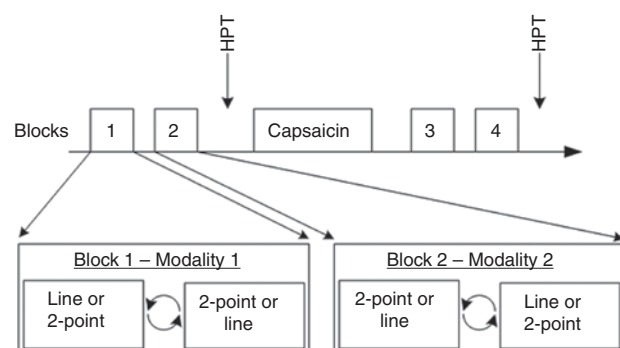 HPT
HPT
Blocks
1
2
Capsaicin
3
4
Block 1 – Modality 1
Line or
2-point
2-point or
line
Block 2 – Modality 2
2-point or
line
Line or
2-point